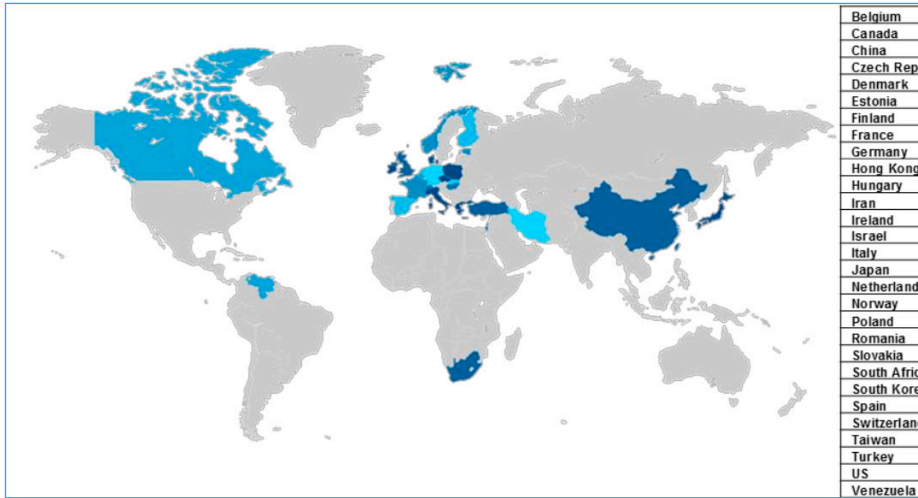 Belgium
Canada
China
Czech Rep
Denmark
Estonia
Finland
France
Germany
Hong Kong
Hungary
Iran
Ireland
Israel
Italy
Japan
Netherland
Norway
Poland
Romania
Slovakia
South Afric
South Kore
Spain
Switzerlan
Taiwan
Turkey
US
Venezuela